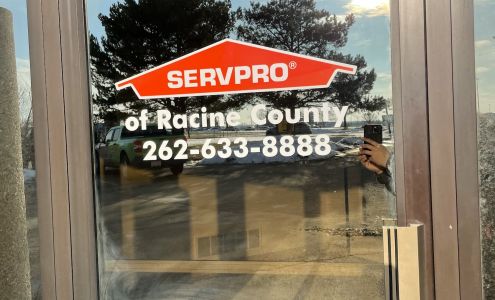 SERVPRO®
of Racine County
262-633-8888